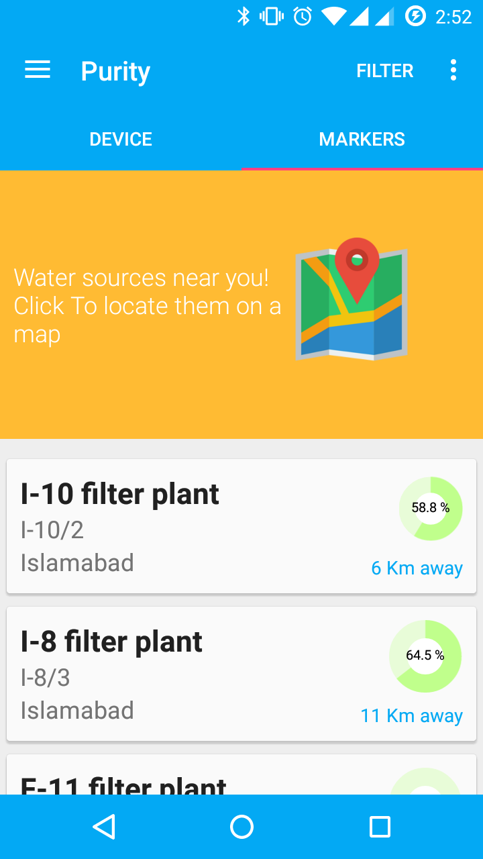 2:52
Purity
FILTER
DEVICE
MARKERS
Water sources near you!
Click To locate them on a
map
I-10 filter plant
58.8 %
I-10/2
Islamabad
6 Km away
I-8 filter plant
64.5 %
I-8/3
Islamabad
11 Km away
filter plant